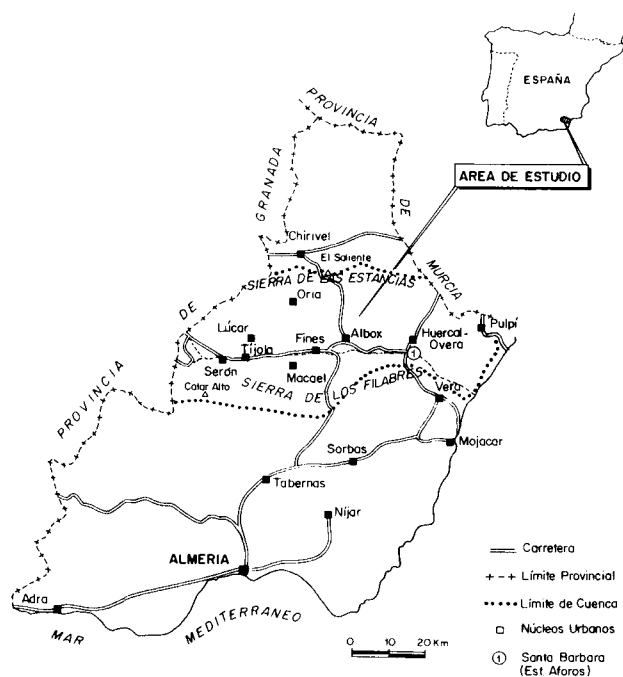 ESPAÑA
AREA DE ESTUDIO
PROVINCIA
DE
MURCIA
GRANADA
DE
PROVINCIA
Chirivel
El Saliente
SIERRA DE LAS ESTANCIAS
Oria
Lúcar
Tíjola
Fines
Albox
Huercal-
Overa
Pulpí
1
Serón
Macael
Calar Alto
SIERRA DE LOS FILABRES
Vera
Mojacar
Sorbas
Tabernas
Níjar
ALMERIA
Adra
MAR MEDITERRANEO
Carretera
Límite Provincial
Límite de Cuenca
Núcleos Urbanos
1 Santa Barbara
(Est. Aforos)
0 10 20 Km